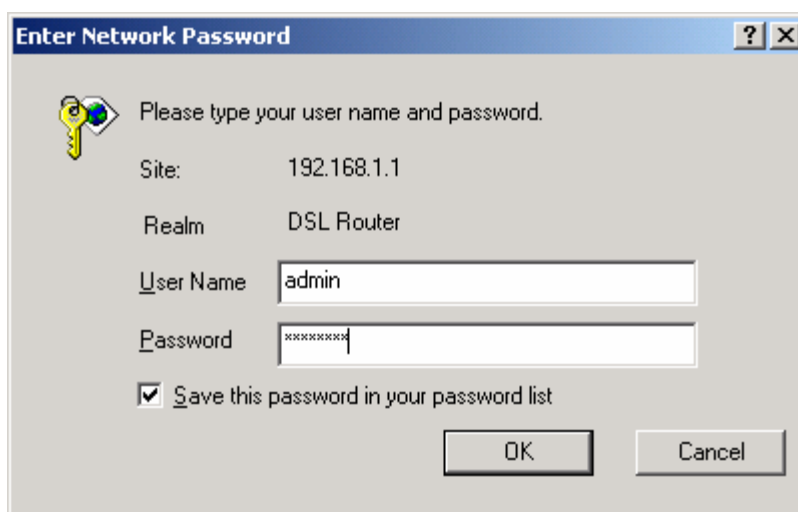 Enter Network Password
Please type your user name and password.
Site: 192.168.1.1
Realm DSL Router
User Name admin
Password ××××××××
Save this password in your password list
OK Cancel